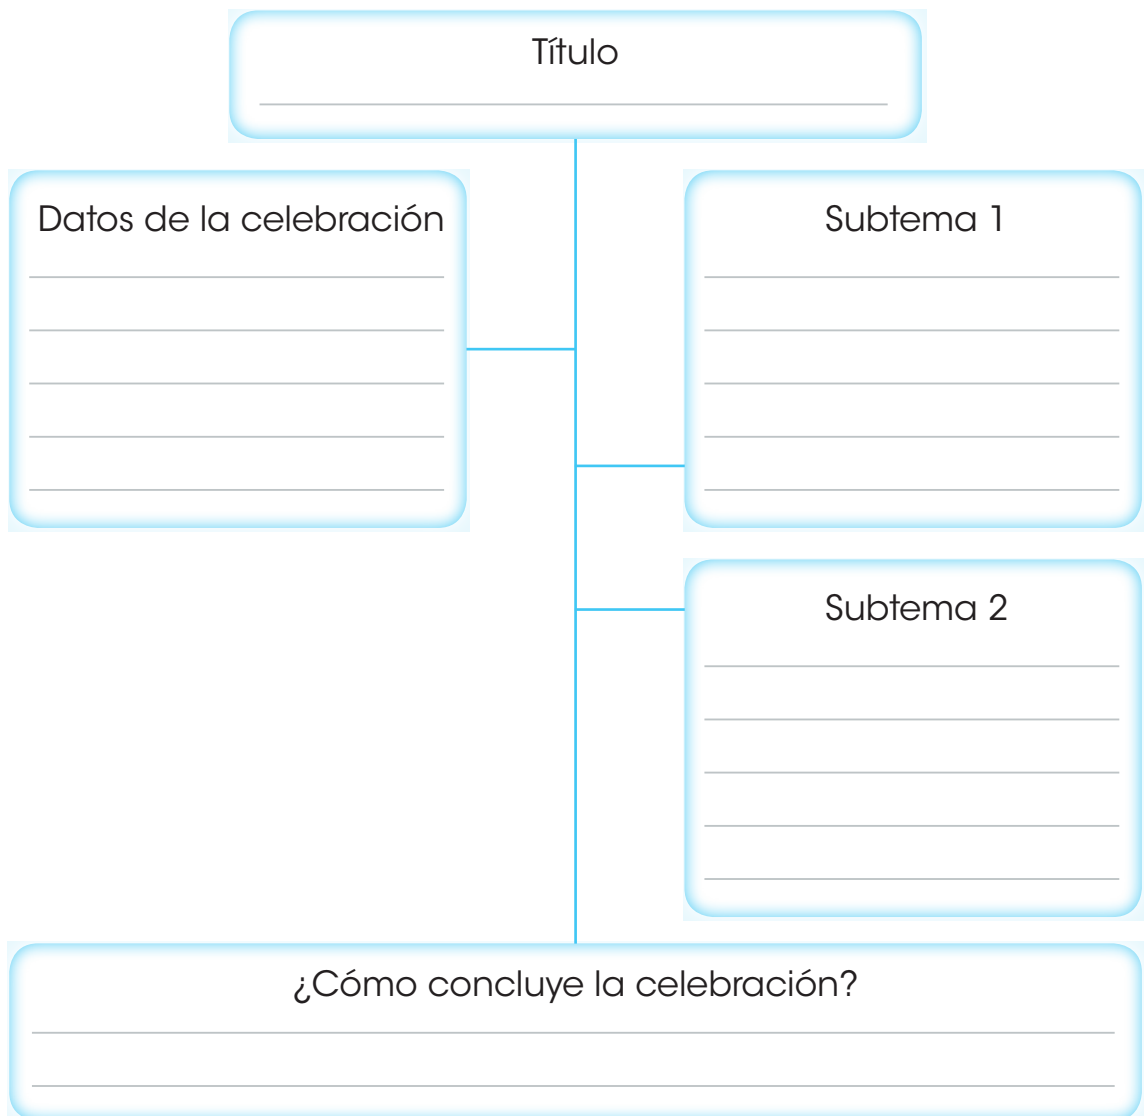 Título
Datos de la celebración
Subtema 1
Subtema 2
¿Cómo concluye la celebración?